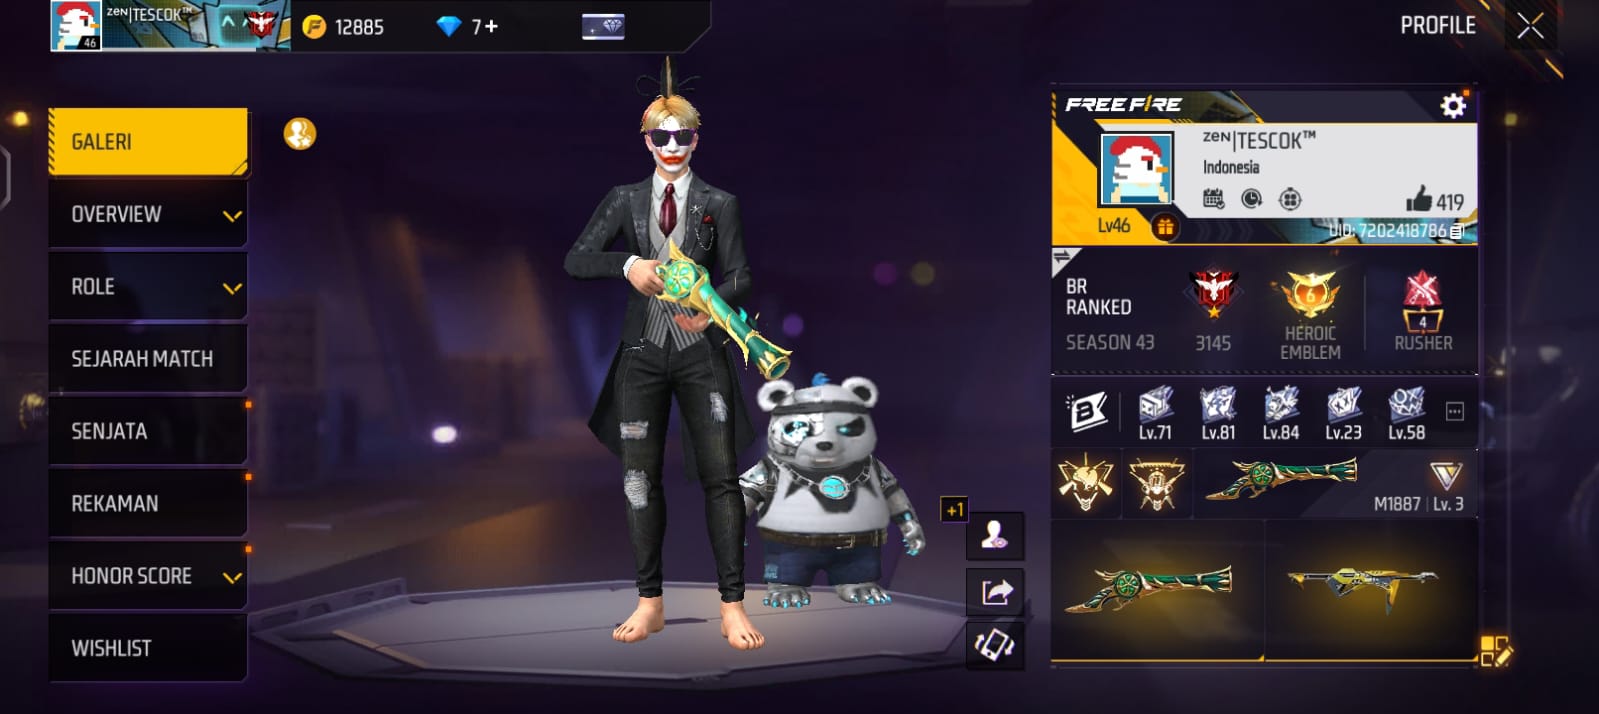 ZEN|TESCOK™
46
12885
7+
PROFILE
GALERI
OVERVIEW
ROLE
SEJARAH MATCH
SENJATA
REKAMAN
HONOR SCORE
WISHLIST
+1
FREE FIRE
ZEN|TESCOK™
Indonesia
419
Lv46
UID: 7202418786
BR
RANKED
SEASON 43
3145
6
HEROIC
EMBLEM
4
RUSHER
B
Lv.71
Lv.81
Lv.84
Lv.23
Lv.58
M1887 | Lv. 3